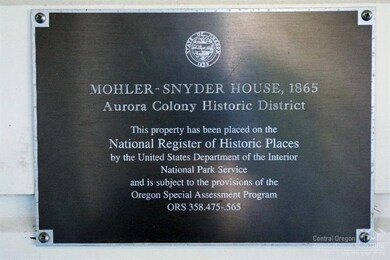 MOHLER-SNYDER HOUSE, 1865
Aurora Colony Historic District
This property has been placed on the
National Register of Historic Places
by the United States Department of the Interior
National Park Service
and is subject to the provisions of the
Oregon Special Assessment Program
ORS 358.475-.565
Central Oregon